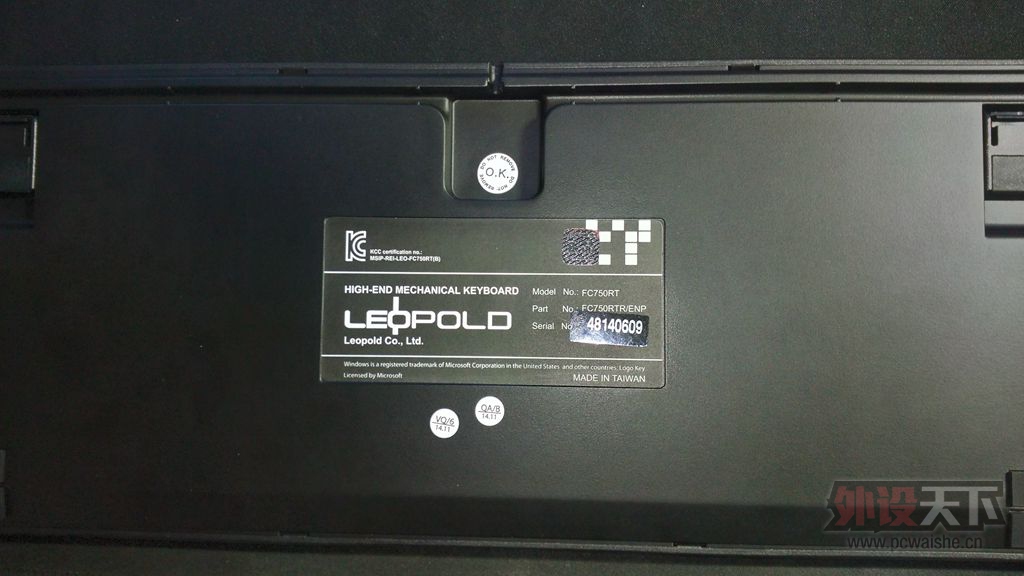 DO NOT REMOVE DO NOT REMOVE
O.K.
KCC certification no.:
MSIP-REI-LEO-FC750RT(B)
HIGH-END MECHANICAL KEYBOARD
LEOPOLD
Leopold Co., Ltd.
Model No.: FC750RT
Part No.: FC750RTR/ENP
Serial No.: 48140609
Windows is a registered trademark of Microsoft Corporation in the United States and other countries. Logo Key
Licensed by Microsoft
MADE IN TAIWAN
VQ/6
14.11
QA/B
14.11
外设天下
www.pcwaishe.cn